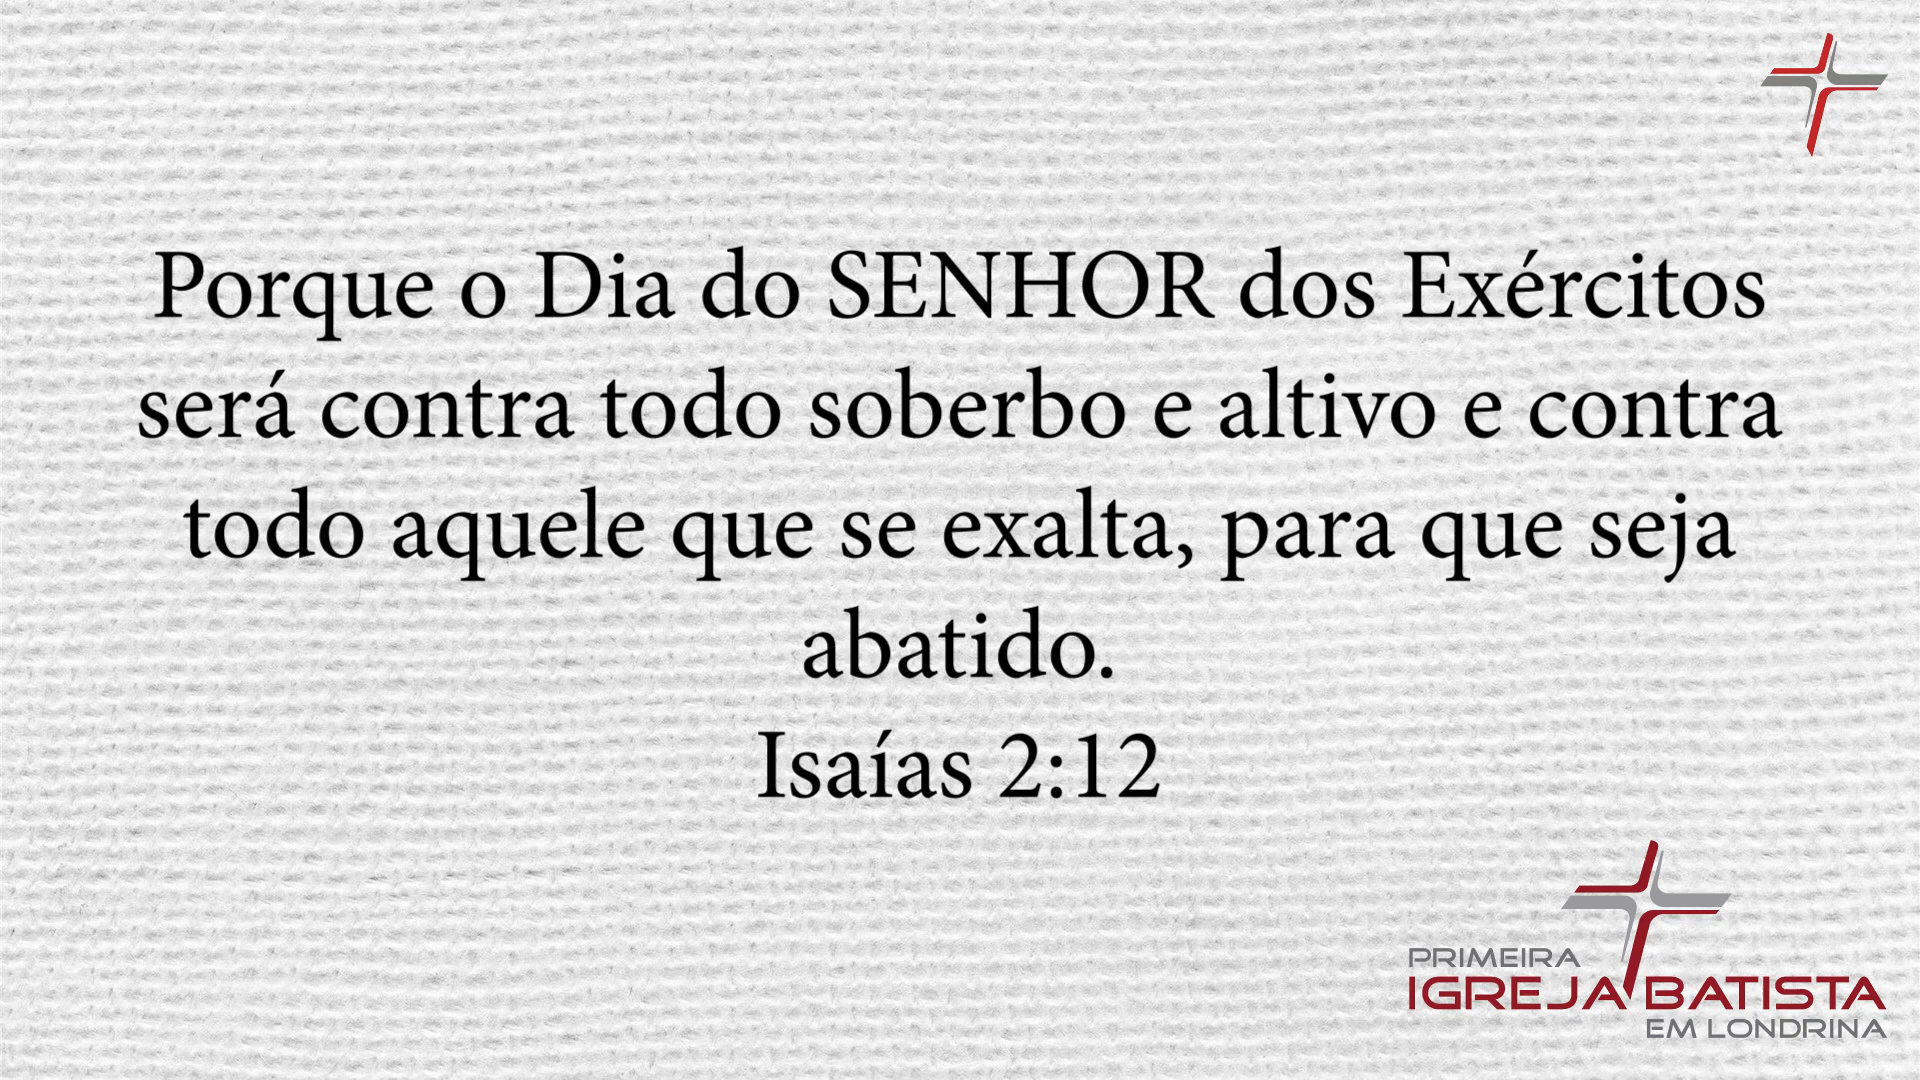 Porque o Dia do SENHOR dos Exércitos
será contra todo soberbo e altivo e contra
todo aquele que se exalta, para que seja
abatido.
Isaías 2:12
PRIMEIRA
IGREJA BATISTA
EM LONDRINA